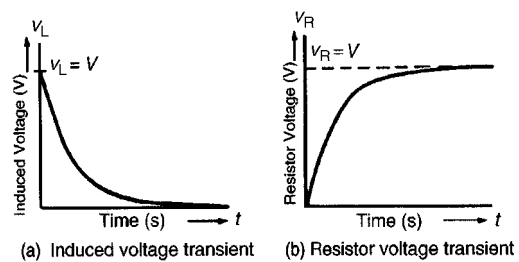 vL
vL = V
Induced Voltage (V)
Time (s)
t
(a) Induced voltage transient
vR
vR = V
Resistor Voltage (V)
Time (s)
t
(b) Resistor voltage transient